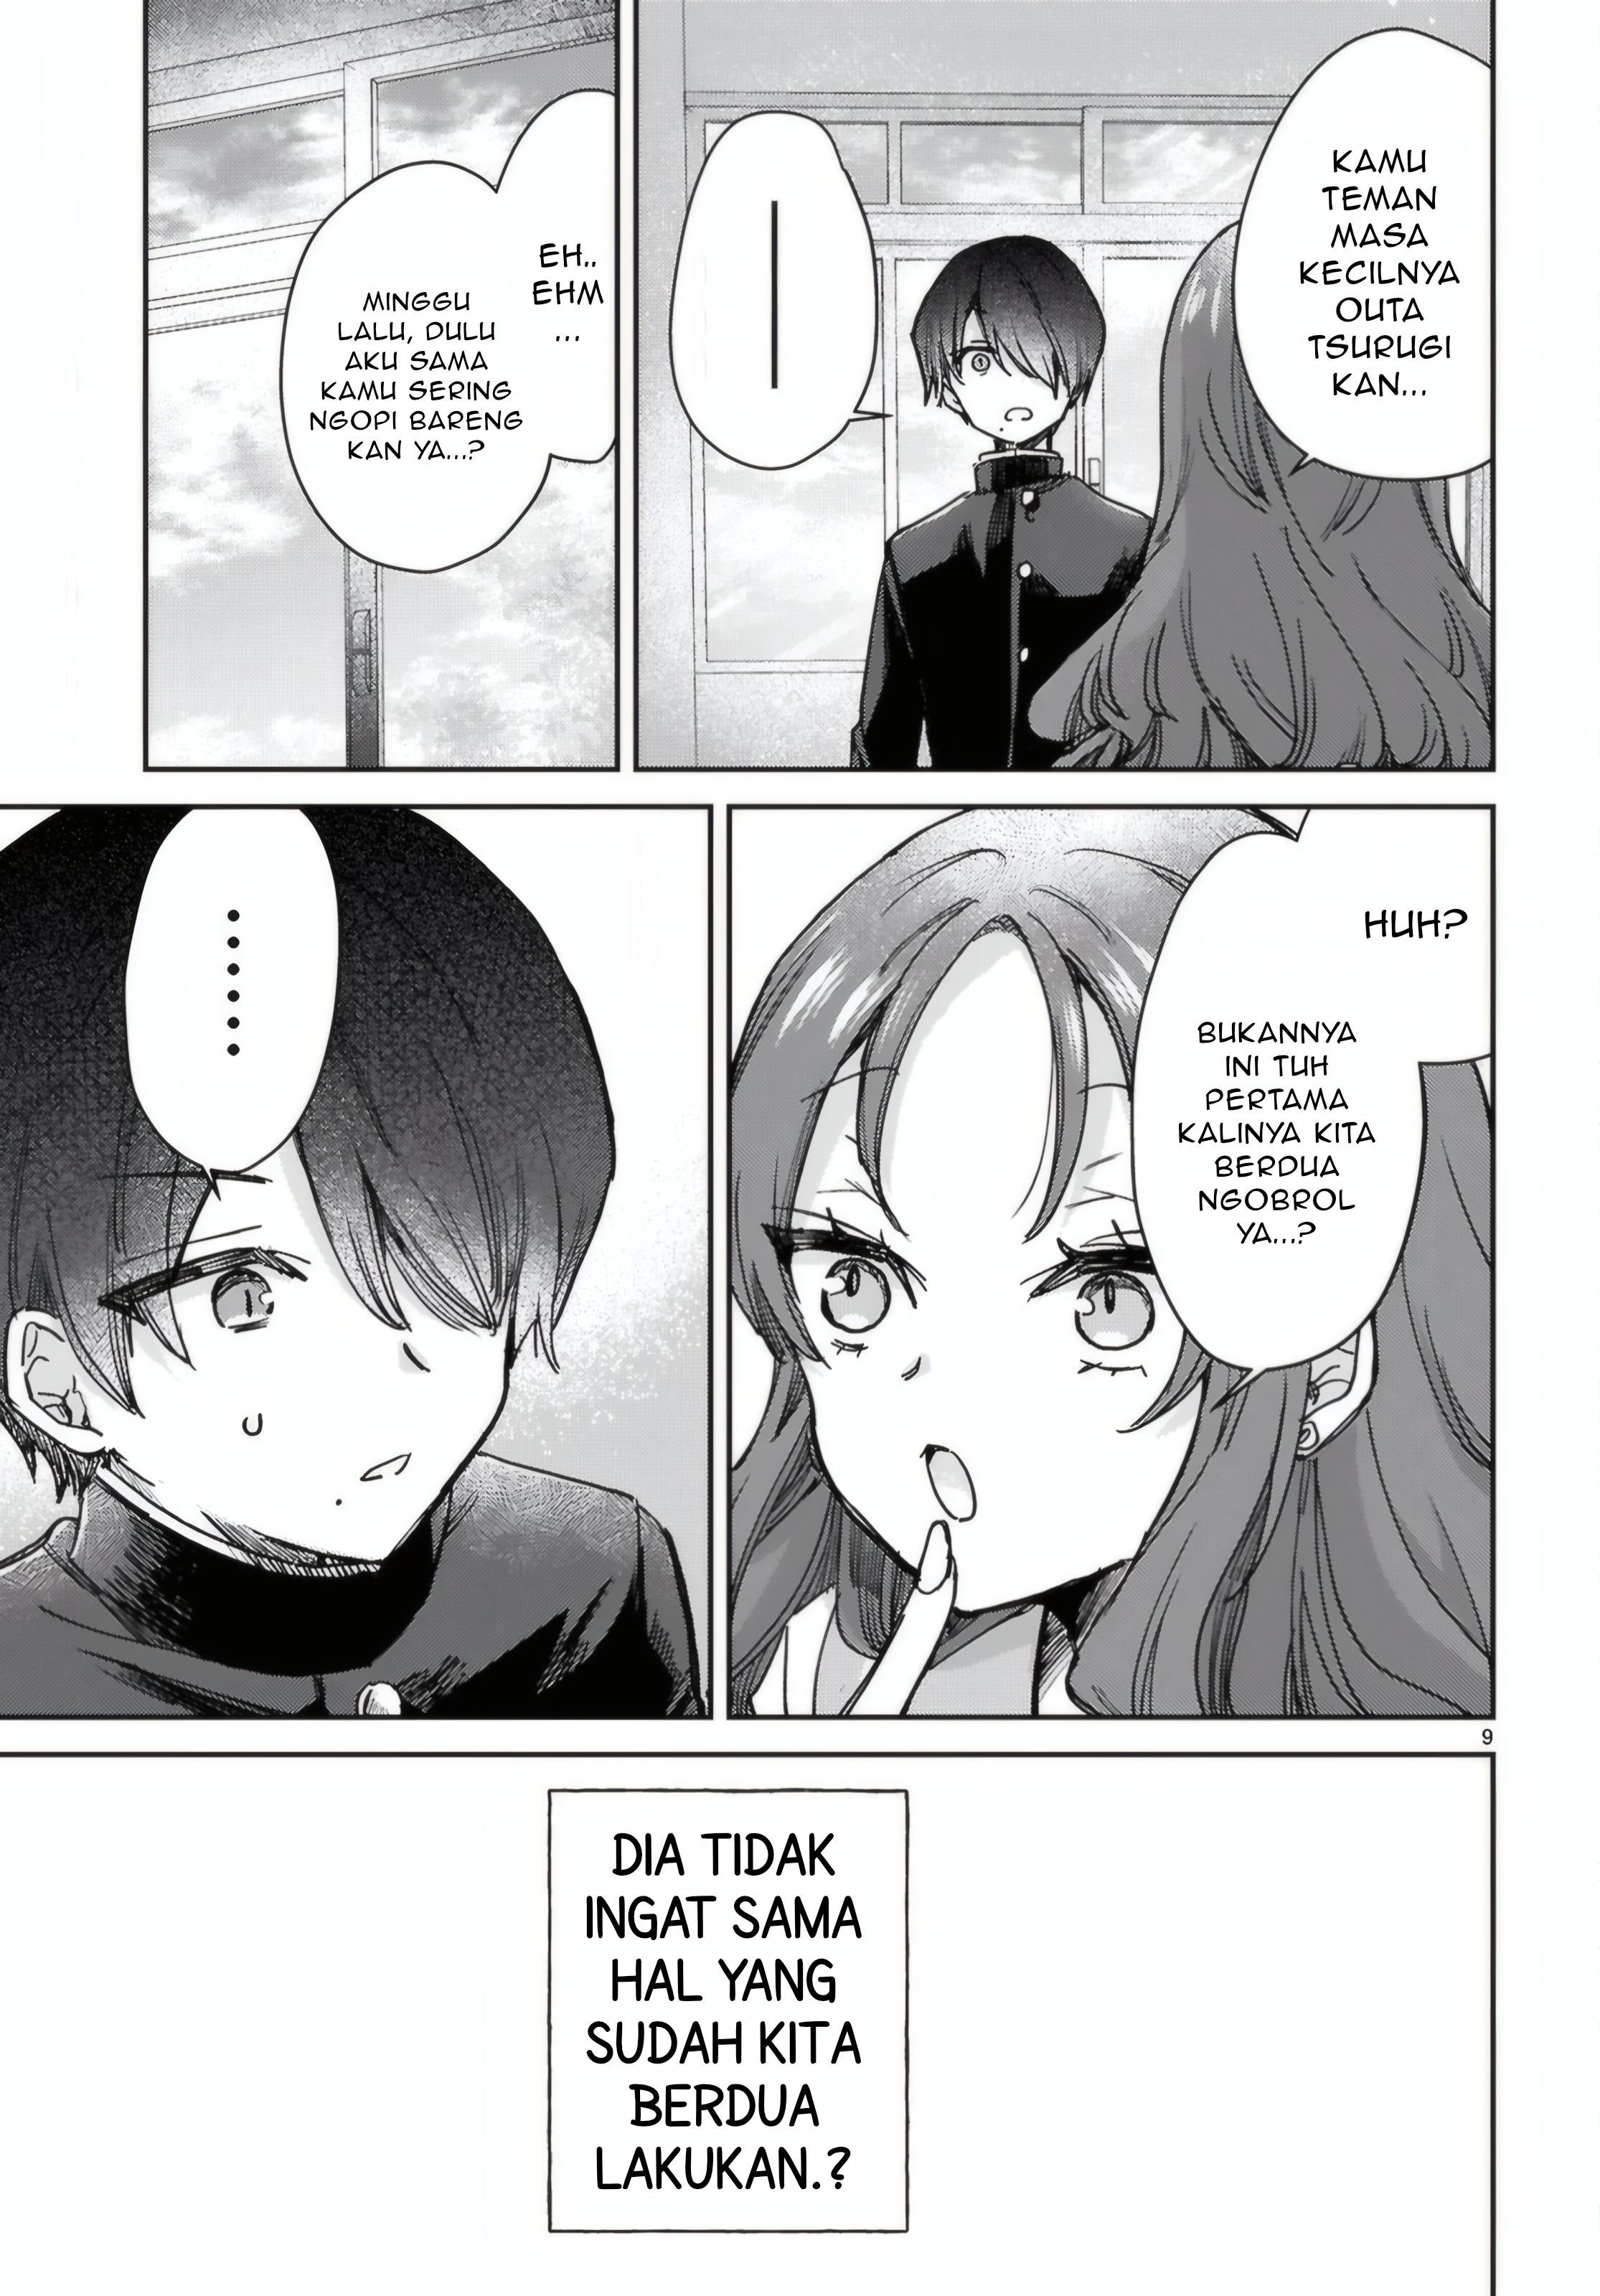 KAMU
TEMAN
MASA
KECILNYA
OUTA
TSURUGI
KAN...
EH..
EHM
...
MINGGU
LALU, DULU
AKU SAMA
KAMU SERING
NGOPI BARENG
KAN YA...?
HUH?
BUKANNYA
INI TUH
PERTAMA
KALINYA KITA
BERDUA
NGOBROL
YA...?
......
9
DIA TIDAK
INGAT SAMA
HAL YANG
SUDAH KITA
BERDUA
LAKUKAN.?